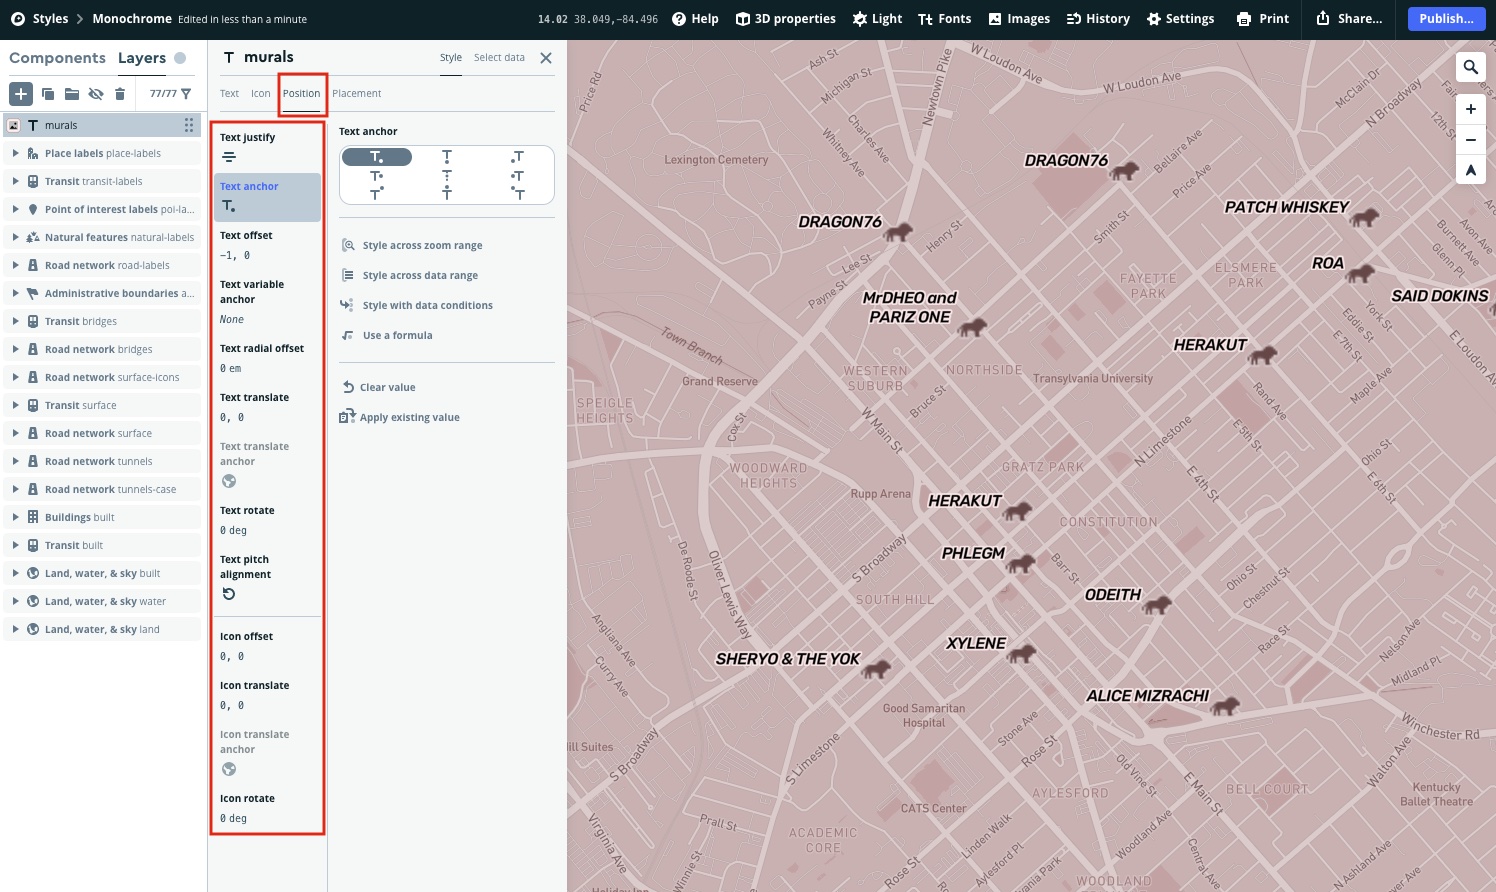 Styles
Monochrome
Edited in less than a minute
14.02 38.049,-84.496
Help
3D properties
Light
Fonts
Images
History
Settings
Print
Share...
Publish...
Components
Layers
77/77
murals
Place labels place-labels
Transit transit-labels
Point of interest labels poi-la...
Natural features natural-labels
Road network road-labels
Administrative boundaries a...
Transit bridges
Road network bridges
Road network surface-icons
Transit surface
Road network surface
Road network tunnels
Road network tunnels-case
Buildings built
Transit built
Land, water, & sky built
Land, water, & sky water
Land, water, & sky land
murals
Style
Select data
Text
Icon
Position
Placement
Text justify
Text anchor
Text offset
−1, 0
Text variable
anchor
None
Text radial offset
0 em
Text translate
0, 0
Text translate
anchor
Text rotate
0 deg
Text pitch
alignment
Icon offset
0, 0
Icon translate
0, 0
Icon translate
anchor
Icon rotate
0 deg
Text anchor
Style across zoom range
Style across data range
Style with data conditions
Use a formula
Clear value
Apply existing value
Price Rd
Ash St
Michigan St
Newtown Pike
W Loudon Ave
W Loudon Ave
McClain Dr
N Broadway
12th St
Lexington Cemetery
Charles Ave
Whitney Ave
DRAGON76
Bellaire Ave
Price Ave
DRAGON76
Henry St
Smith St
PATCH WHISKEY
Lee St
Payne St
FAYETTE
PARK
ELSMERE
PARK
ROA
Avon Ave
Burnett Ave
Glenn Pl
SAID DOKINS
MrDHEO and
PARIZ ONE
York St
Eddie St
E 7th St
E Loudon Av
Town Branch
HERAKUT
Grand Reserve
WESTERN
SUBURB
NORTHSIDE
Transylvania University
Maple Ave
Rand Ave
SPEIGLE
HEIGHTS
Cox St
Bruce St
W Main St
N Limestone
E 5th St
Ohio St
WOODWARD
HEIGHTS
GRATZ PARK
E 4th St
E 6th St
Rupp Arena
HERAKUT
CONSTITUTION
PHLEGM
De Roode St
Oliver Lewis Way
S Broadway
Barr St
Ohio St
Chestnut St
SOUTH HILL
ODEITH
Angliana Ave
Curry Ave
XYLENE
Race St
Nelson Ave
SHERYO & THE YOK
Midland Pl
ALICE MIZRACHI
Good Samaritan
Hospital
Stone Ave
Rose St
Winchester Rd
ill Suites
S Broadway
S Limestone
Old Vine St
E Main St
Walton Ave
AYLESFORD
BELL COURT
Kentucky
Ballet Theatre
CATS Center
Prall St
Virginia Ave
ACADEMIC
CORE
Linden Walk
Aylesford Pl
Woodland Ave
N Ashland Ave
Winnie St
Rose St
WOODLAND